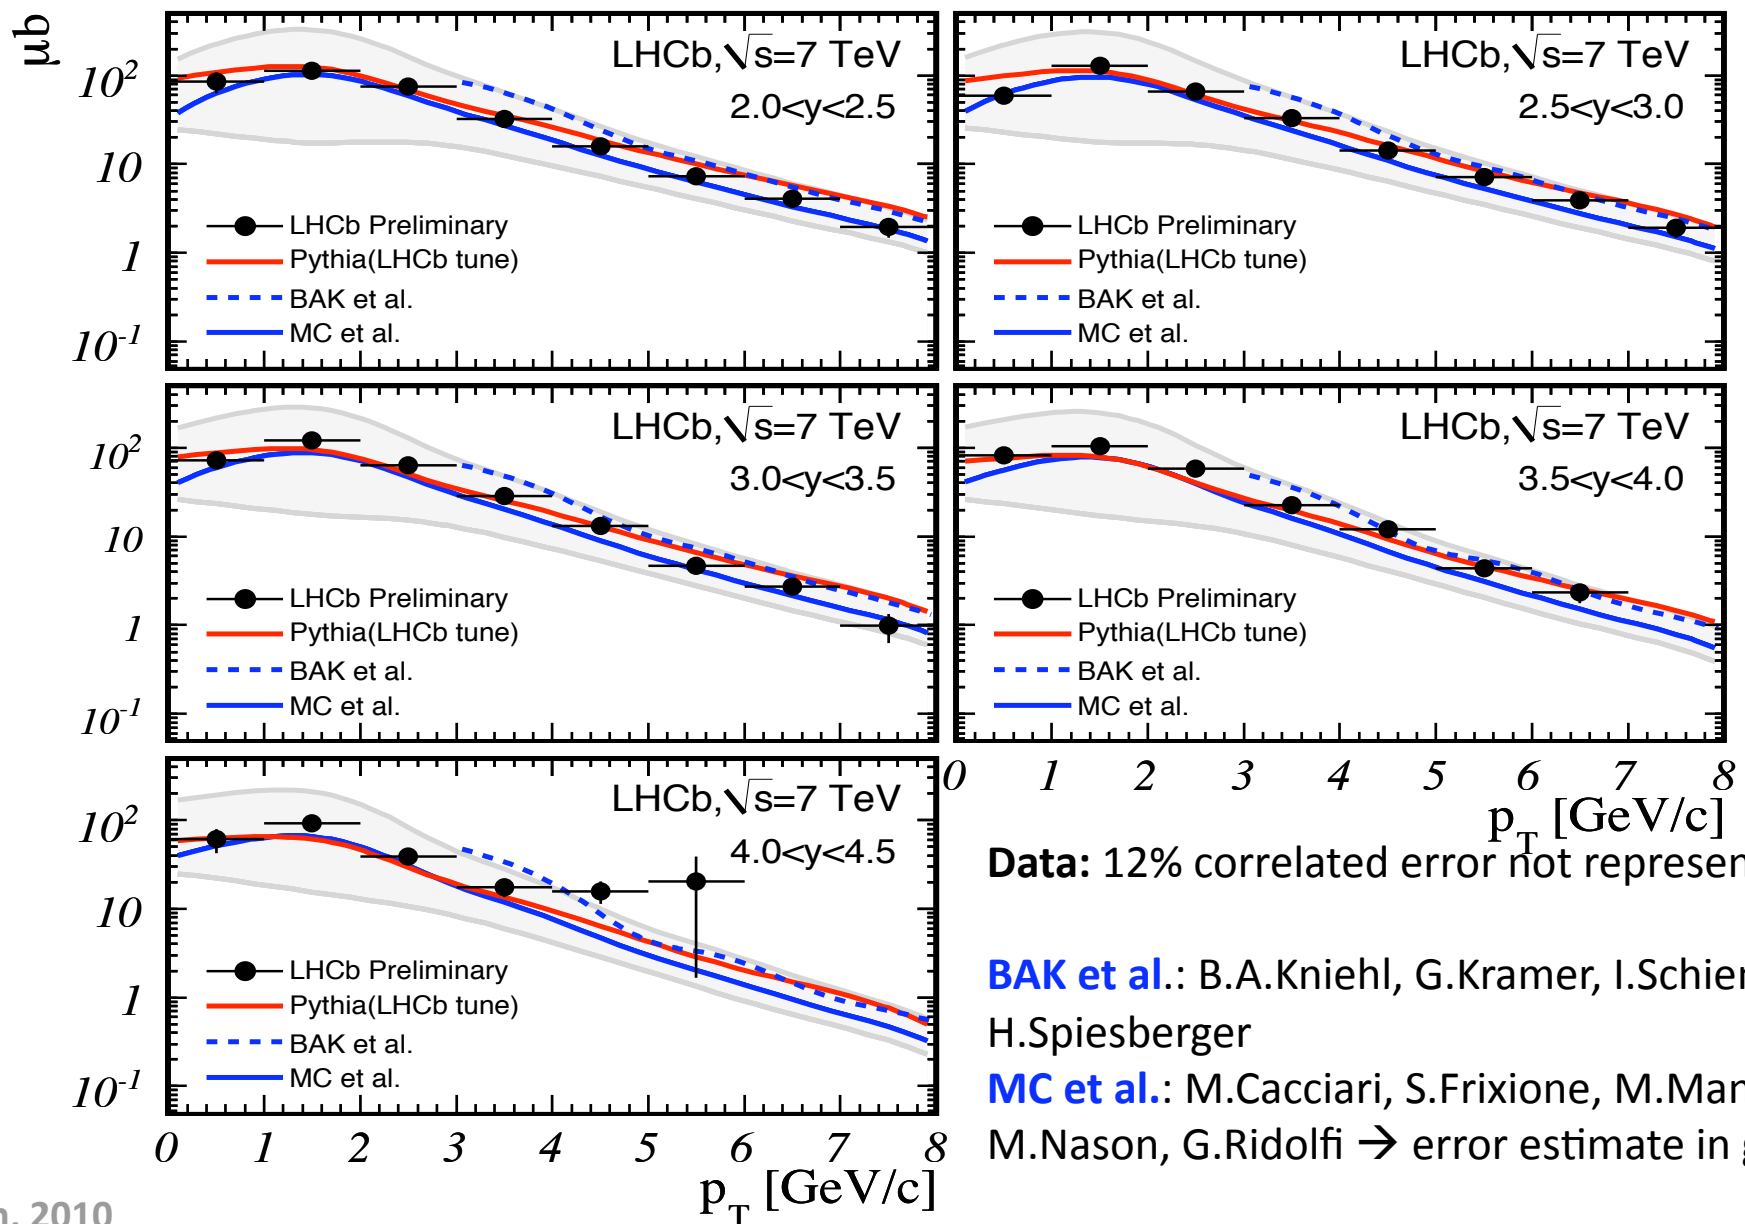 μb
LHCb, √s=7 TeV
2.0<y<2.5
10²
10
1
10⁻¹
LHCb Preliminary
Pythia(LHCb tune)
BAK et al.
MC et al.
LHCb, √s=7 TeV
2.5<y<3.0
LHCb Preliminary
Pythia(LHCb tune)
BAK et al.
MC et al.
LHCb, √s=7 TeV
3.0<y<3.5
10²
10
1
10⁻¹
LHCb Preliminary
Pythia(LHCb tune)
BAK et al.
MC et al.
LHCb, √s=7 TeV
3.5<y<4.0
LHCb Preliminary
Pythia(LHCb tune)
BAK et al.
MC et al.
0 1 2 3 4 5 6 7 8
p_T [GeV/c]
LHCb, √s=7 TeV
4.0<y<4.5
10²
10
1
10⁻¹
LHCb Preliminary
Pythia(LHCb tune)
BAK et al.
MC et al.
0 1 2 3 4 5 6 7 8
p_T [GeV/c]
Data: 12% correlated error not represen
BAK et al.: B.A.Kniehl, G.Kramer, I.Schien
H.Spiesberger
MC et al.: M.Cacciari, S.Frixione, M.Man
M.Nason, G.Ridolfi → error estimate in g
2010